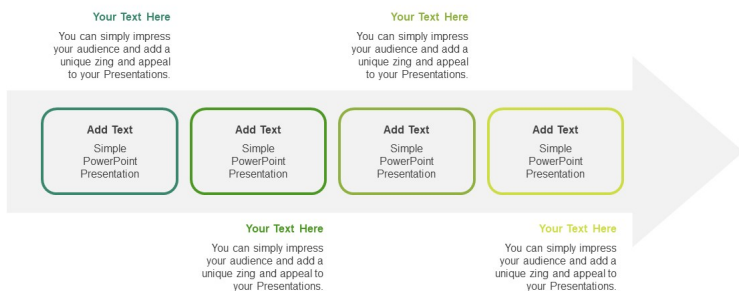 Your Text Here
You can simply impress
your audience and add a
unique zing and appeal
to your Presentations.
Your Text Here
You can simply impress
your audience and add a
unique zing and appeal
to your Presentations.
Add Text
Simple
PowerPoint
Presentation
Add Text
Simple
PowerPoint
Presentation
Add Text
Simple
PowerPoint
Presentation
Add Text
Simple
PowerPoint
Presentation
Your Text Here
You can simply impress
your audience and add a
unique zing and appeal to
your Presentations.
Your Text Here
You can simply impress
your audience and add a
unique zing and appeal to
your Presentations.